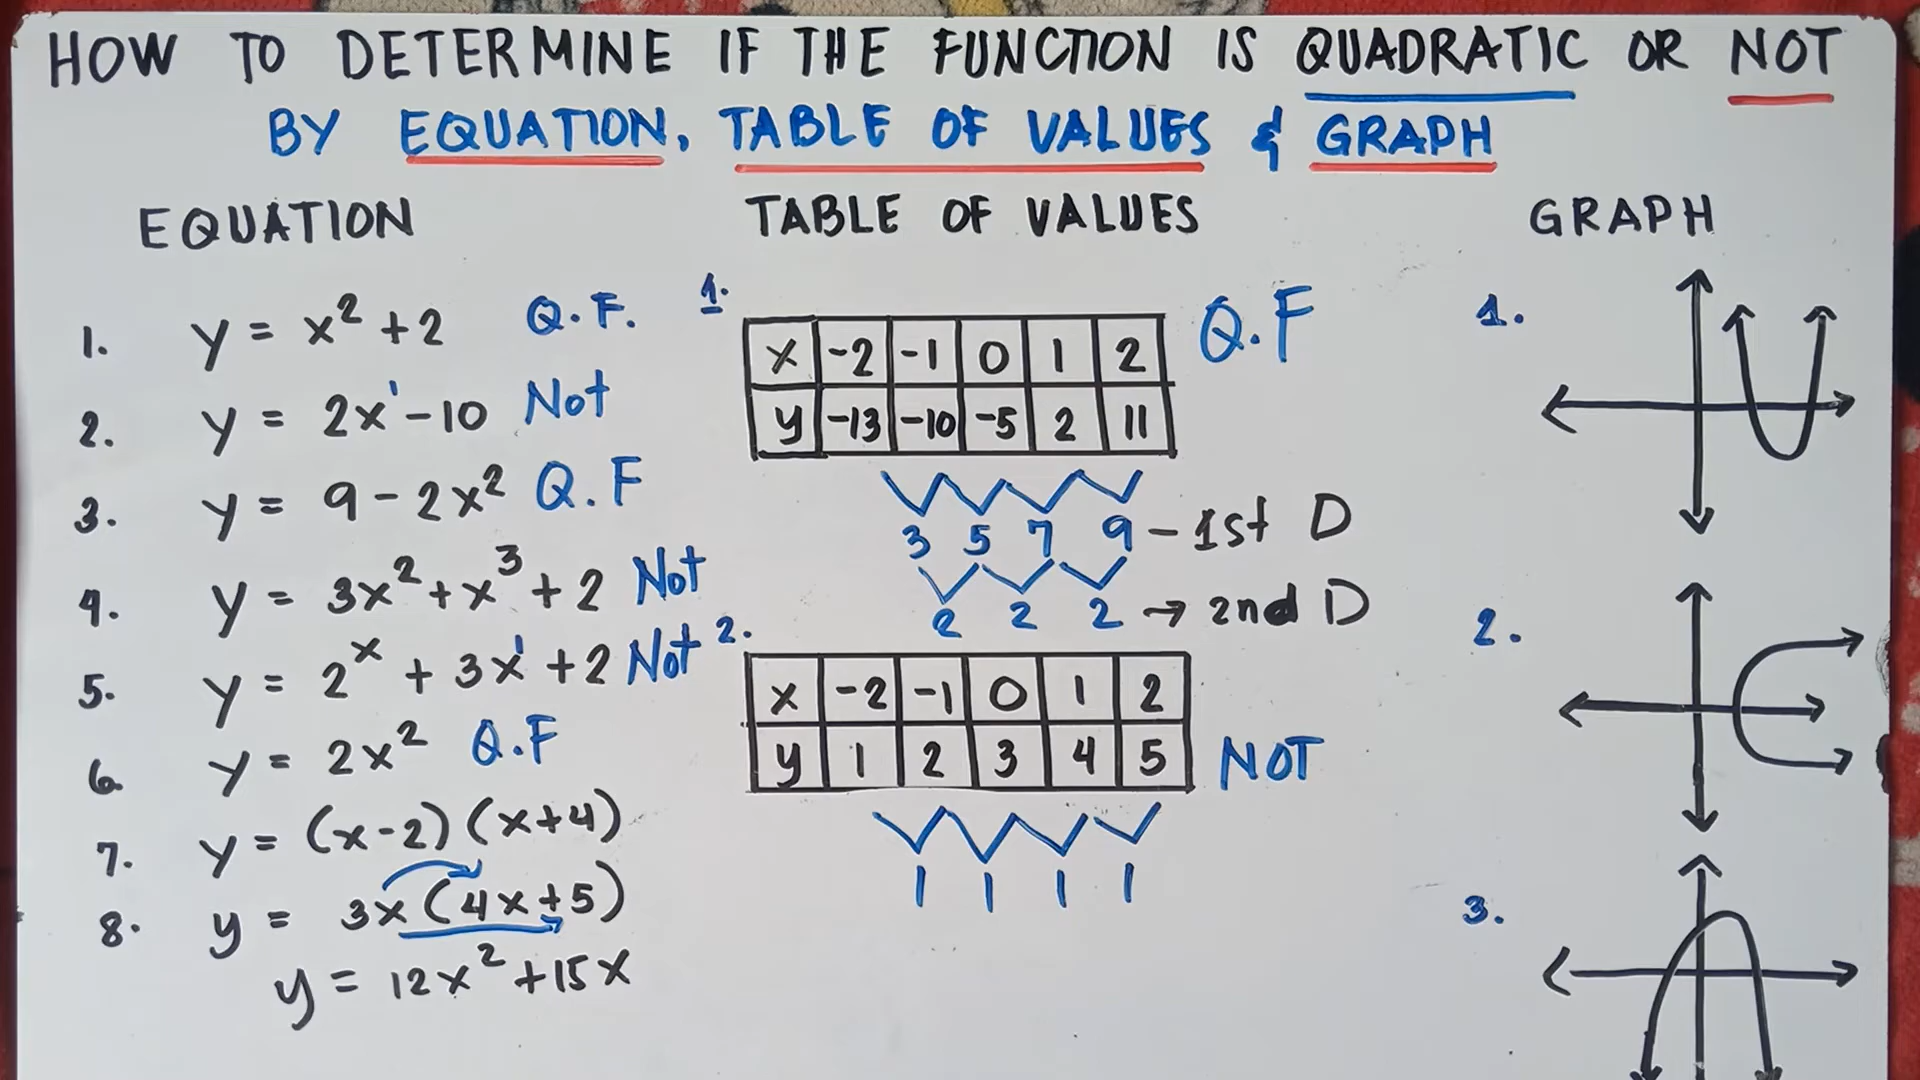 HOW TO DETERMINE IF THE FUNCTION IS QUADRATIC OR NOT
BY EQUATION, TABLE OF VALUES & GRAPH
EQUATION
1. y = x² + 2 Q.F.
2. y = 2x¹ - 10 Not
3. y = 9 - 2x² Q.F
4. y = 3x² + x³ + 2 Not
5. y = 2ˣ + 3x¹ + 2 Not
6 y = 2x² Q.F
7. y = (x-2)(x+4)
8. y = 3x(4x+5)
y = 12x² + 15x
TABLE OF VALUES
1.
x -2 -1 0 1 2 Q.F
y -13 -10 -5 2 11
3 5 7 9 - 1st D
2 2 2 → 2nd D
2.
x -2 -1 0 1 2
y 1 2 3 4 5 NOT
1 1 1 1
GRAPH
1.
2.
3.